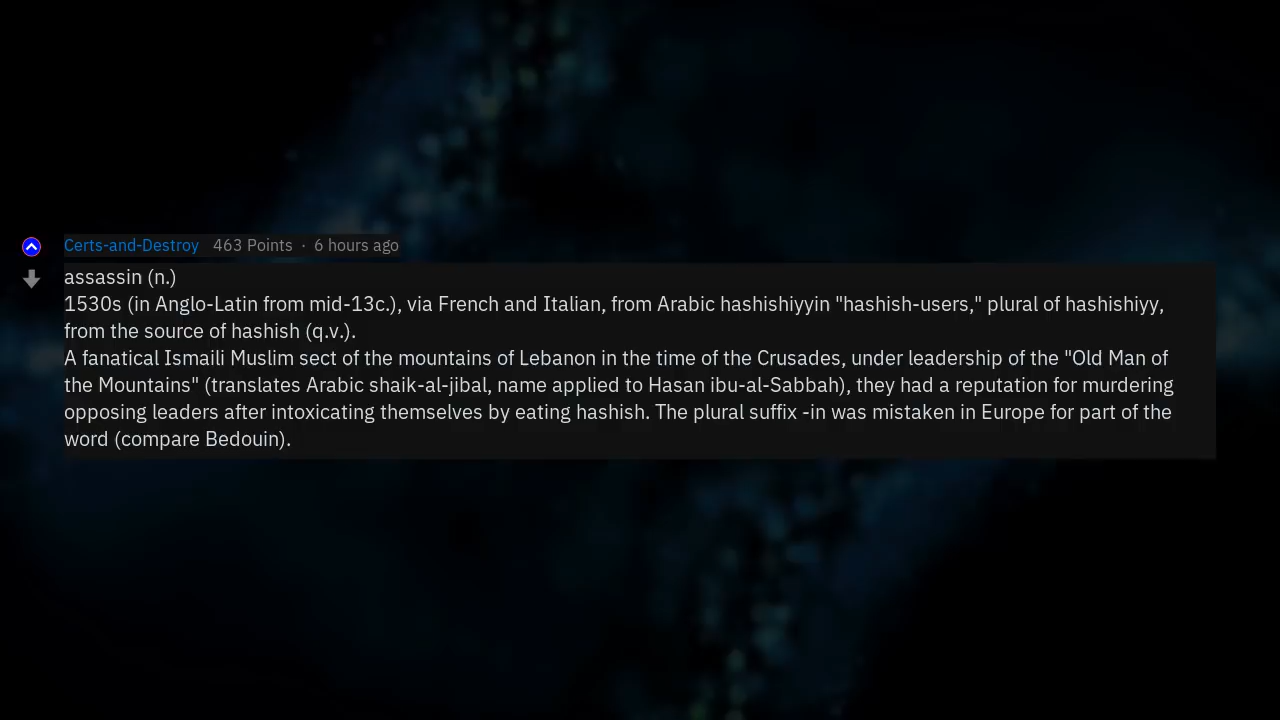 Certs-and-Destroy 463 Points · 6 hours ago
assassin (n.)
1530s (in Anglo-Latin from mid-13c.), via French and Italian, from Arabic hashishiyyin "hashish-users," plural of hashishiyy,
from the source of hashish (q.v.).
A fanatical Ismaili Muslim sect of the mountains of Lebanon in the time of the Crusades, under leadership of the "Old Man of
the Mountains" (translates Arabic shaik-al-jibal, name applied to Hasan ibu-al-Sabbah), they had a reputation for murdering
opposing leaders after intoxicating themselves by eating hashish. The plural suffix -in was mistaken in Europe for part of the
word (compare Bedouin).